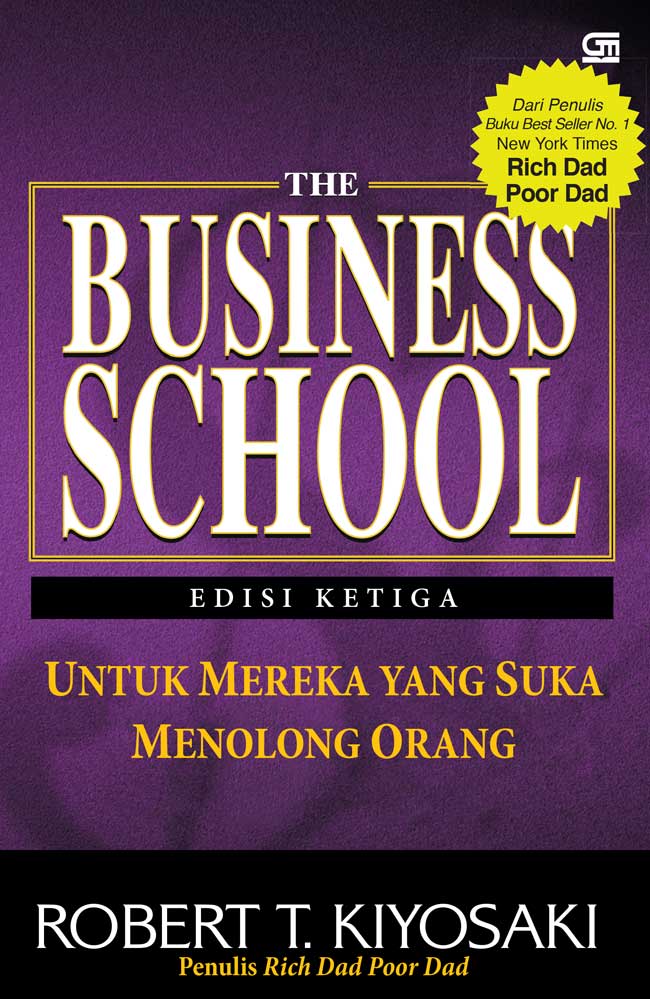 GM
Dari Penulis
Buku Best Seller No. 1
New York Times
Rich Dad
Poor Dad
THE
BUSINESS
SCHOOL
EDISI KETIGA
UNTUK MEREKA YANG SUKA
MENOLONG ORANG
ROBERT T. KIYOSAKI
Penulis Rich Dad Poor Dad